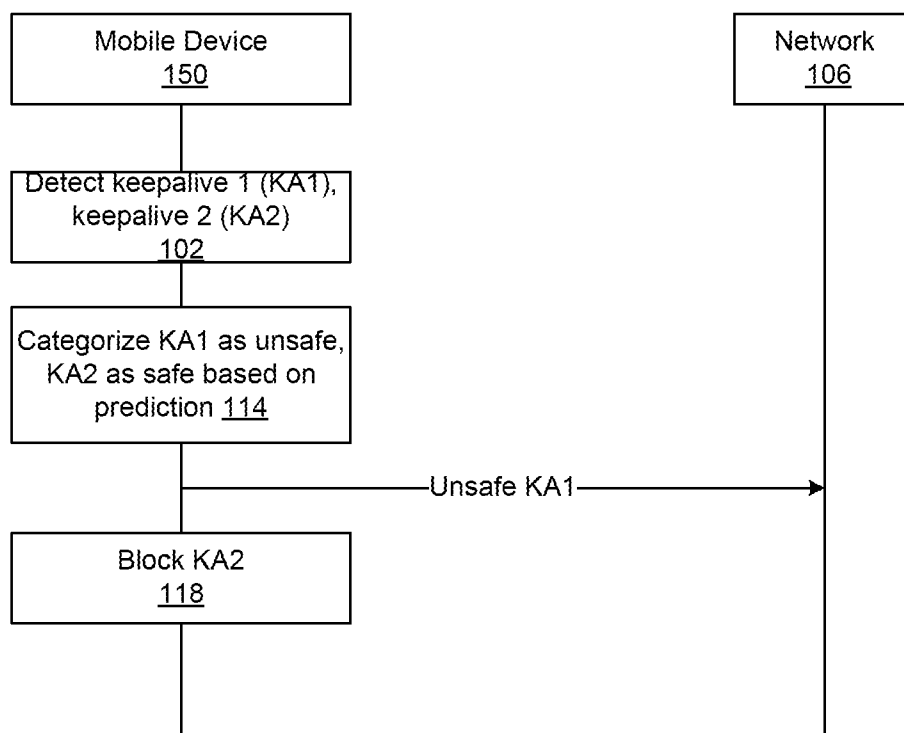 Mobile Device
150
Network
106
Detect keepalive 1 (KA1),
keepalive 2 (KA2)
102
Categorize KA1 as unsafe,
KA2 as safe based on
prediction 114
Unsafe KA1
Block KA2
118